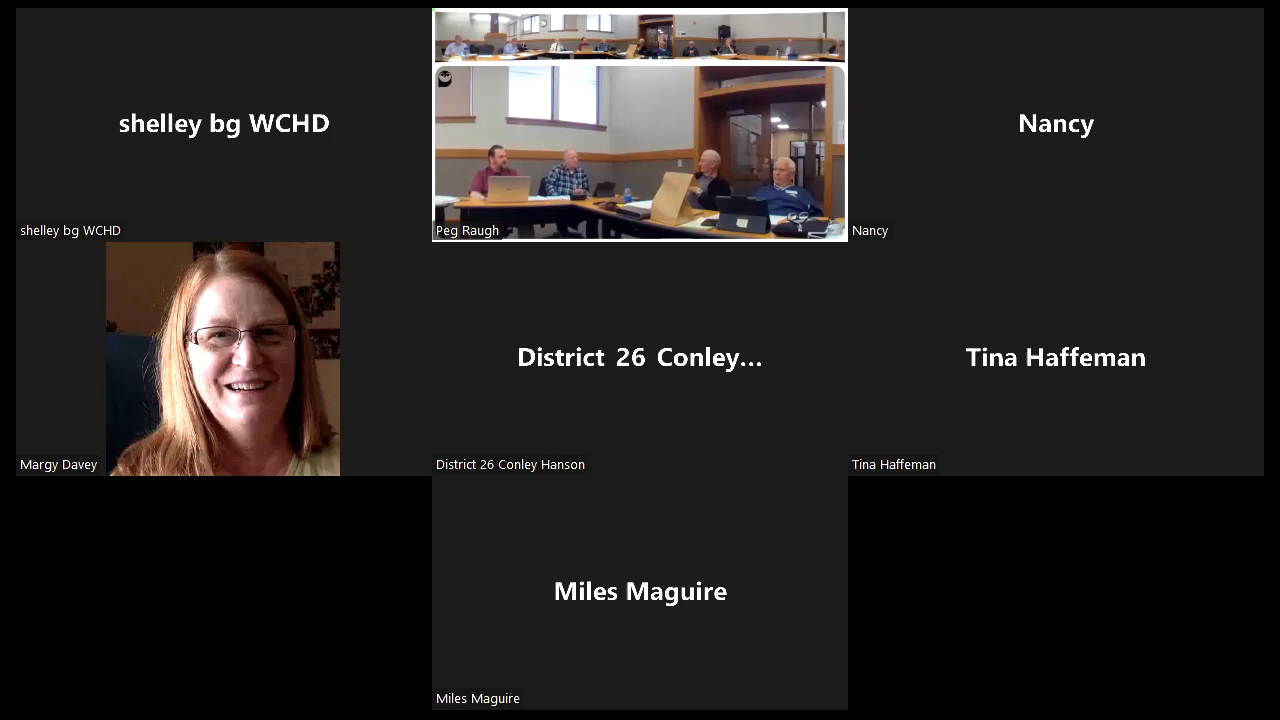 shelley bg WCHD
shelley bg WCHD
Peg Raugh
Nancy
Nancy
Margy Davey
District 26 Conley...
District 26 Conley Hanson
Tina Haffeman
Tina Haffeman
Miles Maguire
Miles Maguire